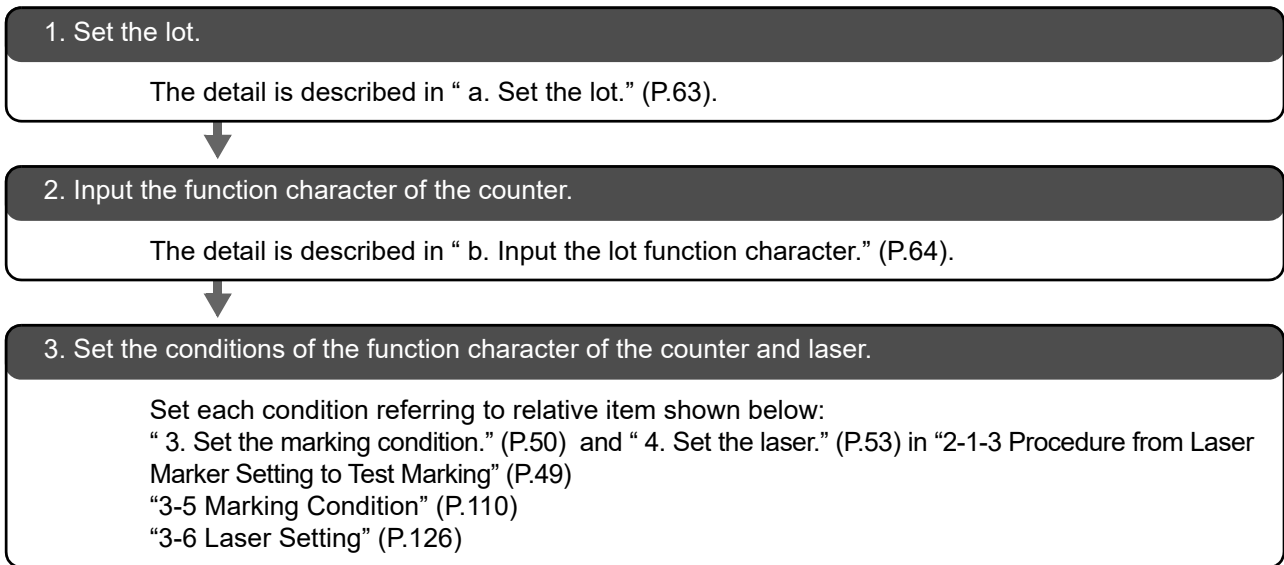 1. Set the lot.
The detail is described in “ a. Set the lot.” (P.63).
2. Input the function character of the counter.
The detail is described in “ b. Input the lot function character.” (P.64).
3. Set the conditions of the function character of the counter and laser.
Set each condition referring to relative item shown below:
“ 3. Set the marking condition.” (P.50)  and “ 4. Set the laser.” (P.53) in “2-1-3 Procedure from Laser
Marker Setting to Test Marking” (P.49)
“3-5 Marking Condition” (P.110)
“3-6 Laser Setting” (P.126)